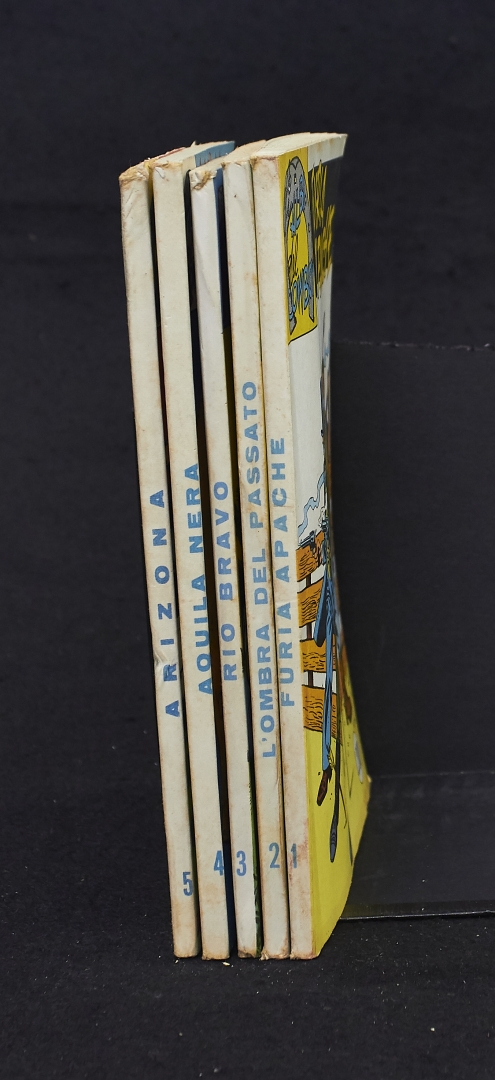 ARIZONA
5
AQUILA NERA
4
RIO BRAVO
3
L'OMBRA DEL PASSATO
2
FURIA APACHE
1